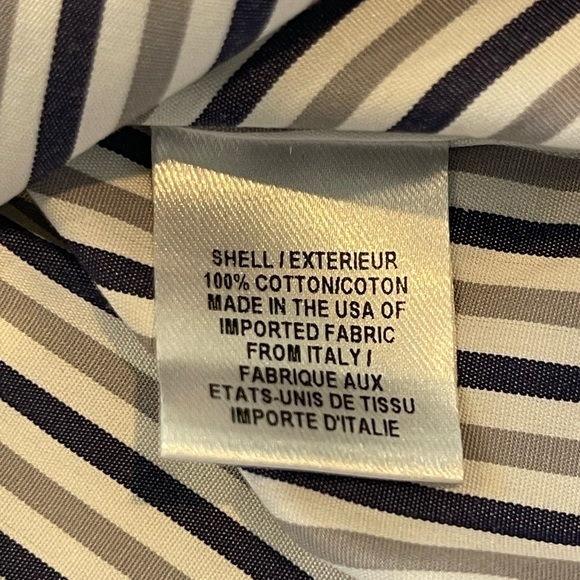 SHELL / EXTERIEUR
100% COTTON/COTON
MADE IN THE USA OF
IMPORTED FABRIC
FROM ITALY /
FABRIQUE AUX
ETATS-UNIS DE TISSU
IMPORTE D'ITALIE